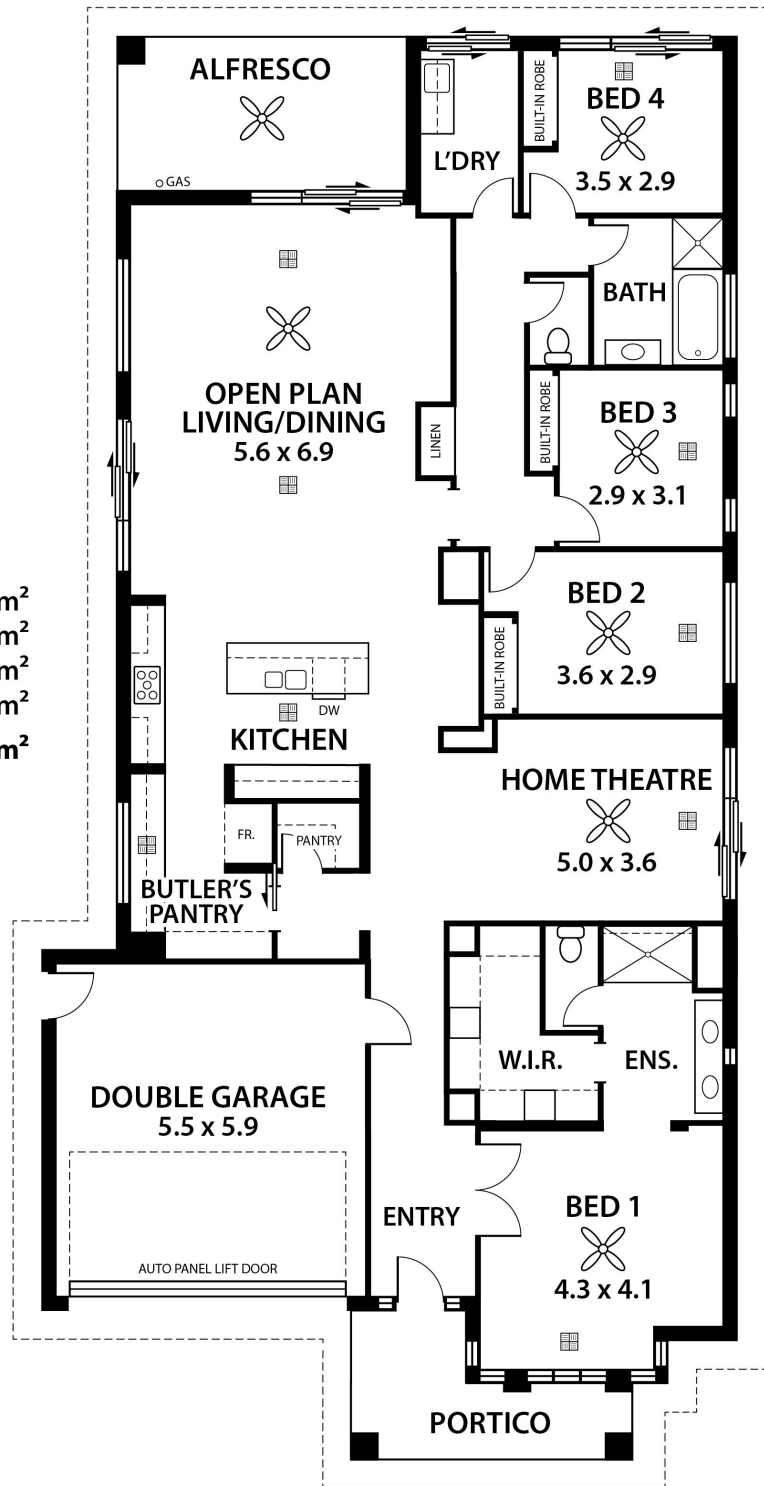 ALFRESCO
GAS
L'DRY
BUILT-IN ROBE
BED 4
3.5 x 2.9
BATH
OPEN PLAN
LIVING/DINING
5.6 x 6.9
LINEN
BUILT-IN ROBE
BED 3
2.9 x 3.1
m²
m²
m²
m²
m²
BED 2
3.6 x 2.9
BUILT-IN ROBE
DW
KITCHEN
HOME THEATRE
5.0 x 3.6
FR.
PANTRY
BUTLER'S
PANTRY
W.I.R.
ENS.
DOUBLE GARAGE
5.5 x 5.9
AUTO PANEL LIFT DOOR
ENTRY
BED 1
4.3 x 4.1
PORTICO